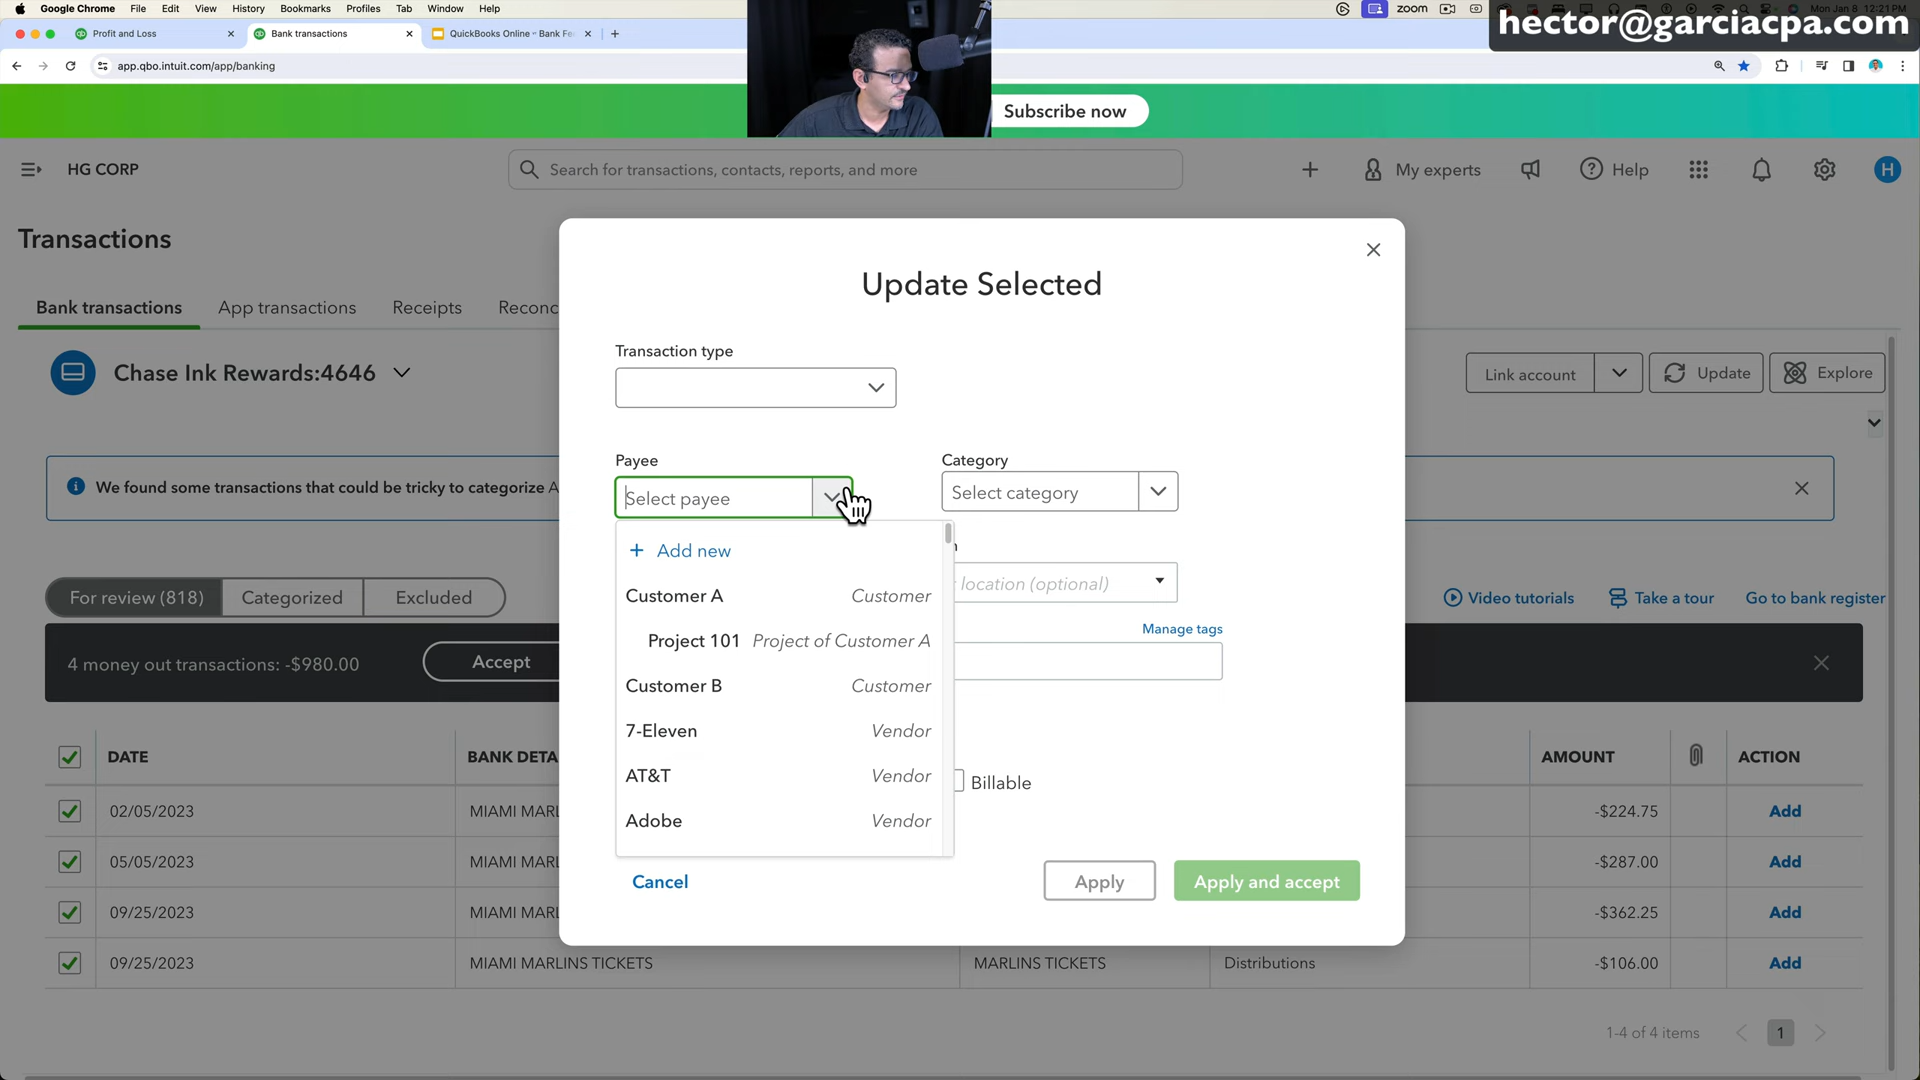 Google Chrome File Edit View History Bookmarks Profiles Tab Window Help
zoom
Mon Jan 8 12:21 PM
hector@garciacpa.com
Profit and Loss
Bank transactions
QuickBooks Online - Bank Fe
app.qbo.intuit.com/app/banking
Subscribe now
HG CORP
Search for transactions, contacts, reports, and more
My experts
Help
H
Transactions
Update Selected
Bank transactions App transactions Receipts Reconc
Transaction type
Chase Ink Rewards:4646
Link account
Update
Explore
Payee
Category
We found some transactions that could be tricky to categorize A
Select payee
Select category
+ Add new
n
Customer A Customer
location (optional)
For review (818) Categorized Excluded
Video tutorials Take a tour Go to bank register
Project 101 Project of Customer A
Manage tags
4 money out transactions: -$980.00
Accept
Customer B Customer
7-Eleven Vendor
DATE BANK DETA AMOUNT ACTION
AT&T Vendor
Billable
02/05/2023 MIAMI MARL -$224.75 Add
Adobe Vendor
05/05/2023 MIAMI MARL -$287.00 Add
Cancel Apply Apply and accept
09/25/2023 MIAMI MARL -$362.25 Add
09/25/2023 MIAMI MARLINS TICKETS MARLINS TICKETS Distributions -$106.00 Add
1-4 of 4 items 1